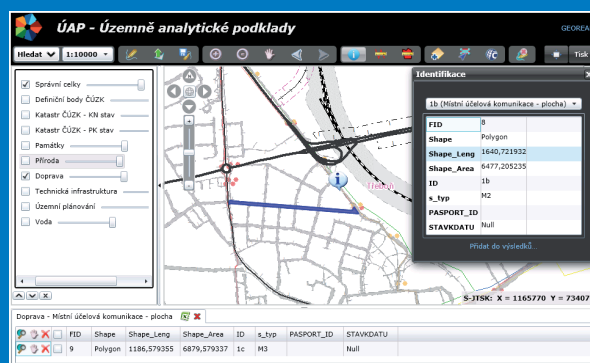 ÚAP - Územně analytické podklady
GEOREA
Hledat
1:10000
Tisk
Správní celky
Definiční body ČÚZK
Katastr ČÚZK - KN stav
Katastr ČÚZK - PK stav
Památky
Příroda
Doprava
Technická infrastruktura
Územní plánování
Voda
Třeboň
Identifikace
1b (Místní účelová komunikace - plocha)
FID 8
Shape Polygon
Shape_Leng 1640,721932
Shape_Area 6477,205235
ID 1b
s_typ M2
PASPORT_ID
STAVKDATU Null
Přidat do výsledků...
S-JTSK: X = 1165770 Y = 73407
Doprava - Místní účelová komunikace - plocha
FID Shape Shape_Leng Shape_Area ID s_typ PASPORT_ID STAVKDATU
9 Polygon 1186,579355 6879,579337 1c M3 Null